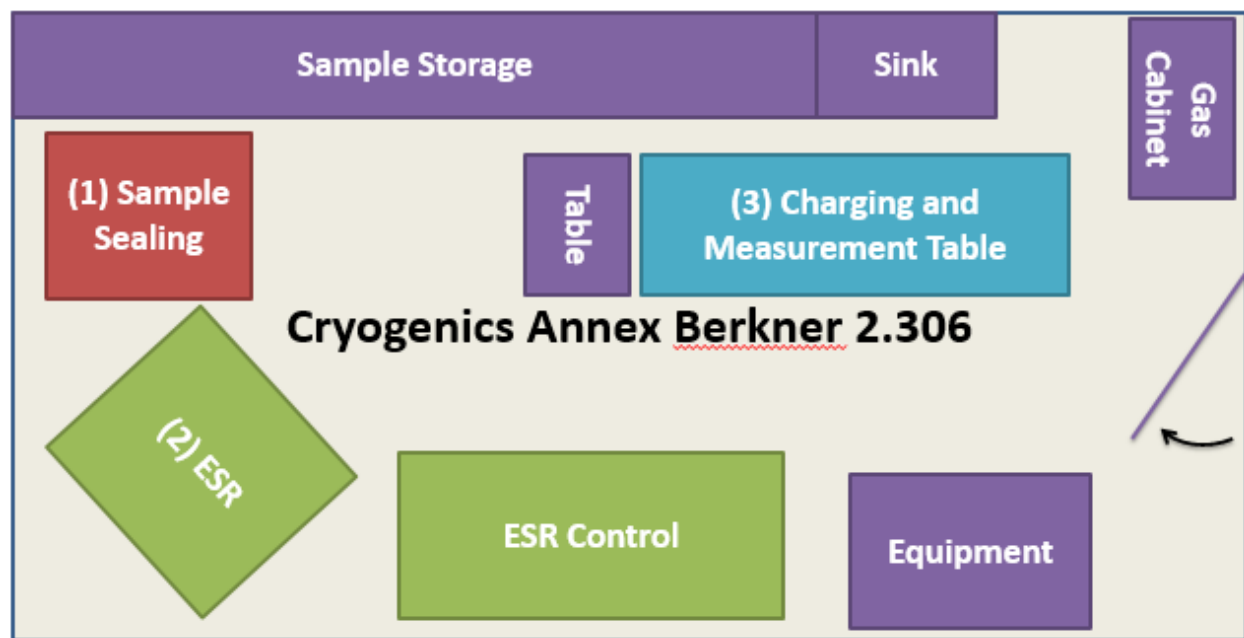 Sample Storage
Sink
Gas
Cabinet
(1) Sample
Sealing
Table
(3) Charging and
Measurement Table
Cryogenics Annex Berkner 2.306
(2) ESR
ESR Control
Equipment